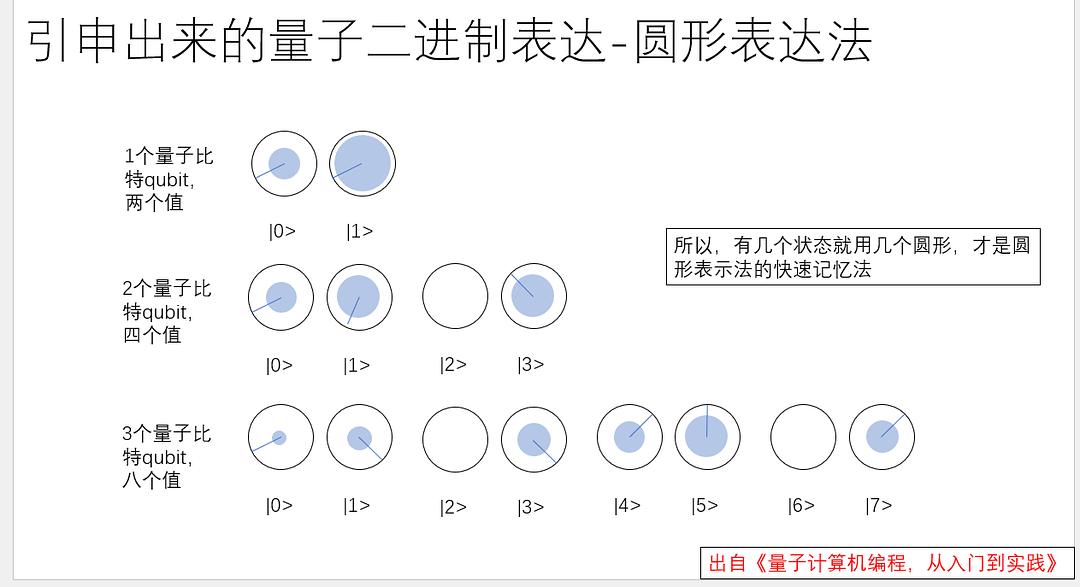 引申出来的量子二进制表达-圆形表达法
1个量子比
特qubit,
两个值
|0> |1>
所以，有几个状态就用几个圆形，才是圆
形表示法的快速记忆法
2个量子比
特qubit,
四个值
|0> |1> |2> |3>
3个量子比
特qubit,
八个值
|0> |1> |2> |3> |4> |5> |6> |7>
出自《量子计算机编程，从入门到实践》